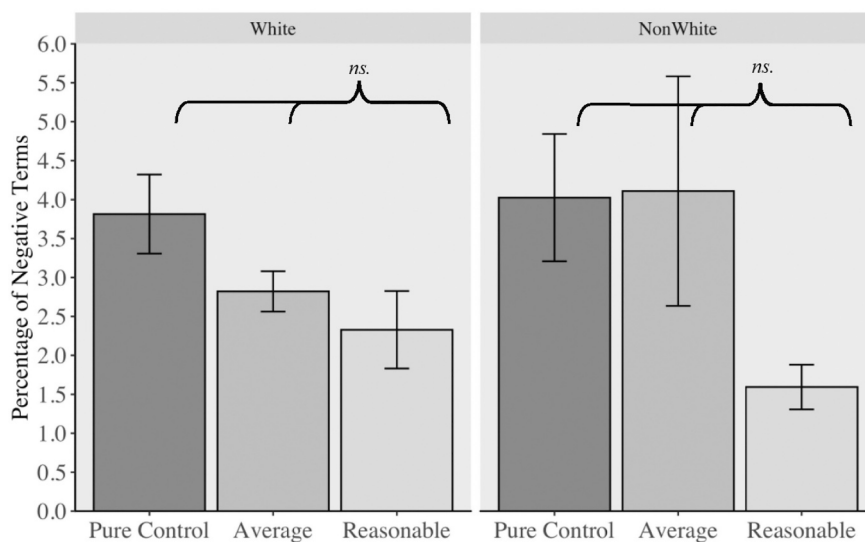 White
NonWhite
ns.
ns.
Percentage of Negative Terms
6.0
5.5
5.0
4.5
4.0
3.5
3.0
2.5
2.0
1.5
1.0
0.5
0.0
Pure Control Average Reasonable
Pure Control Average Reasonable